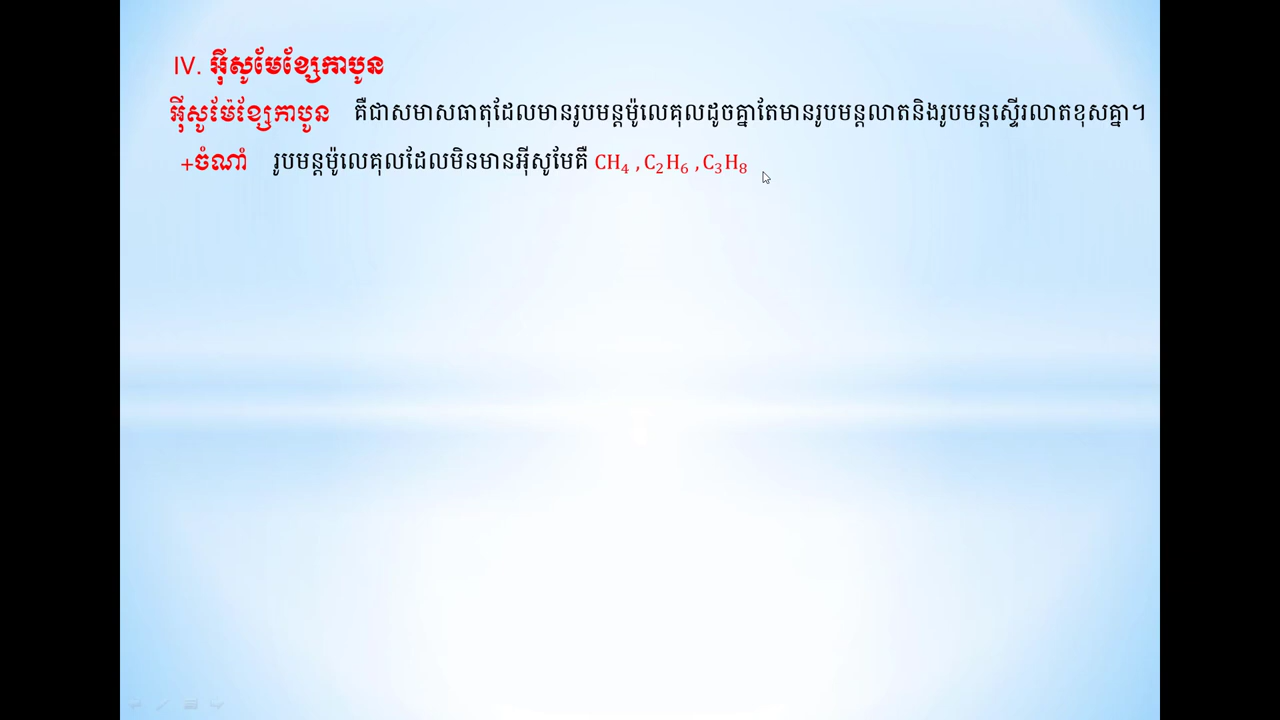 IV. អ៊ីសូមែខ្សែកាបូន
អ៊ីសូម៉ែខ្សែកាបូន គឺជាសមាសធាតុដែលមានរូបមន្តម៉ូលេគុលដូចគ្នាតែមានរូបមន្តលាតនិងរូបមន្តស្ទើរលាតខុសគ្នា។
+ចំណាំ រូបមន្តម៉ូលេគុលដែលមិនមានអ៊ីសូមែគឺ CH₄ , C₂H₆ , C₃H₈